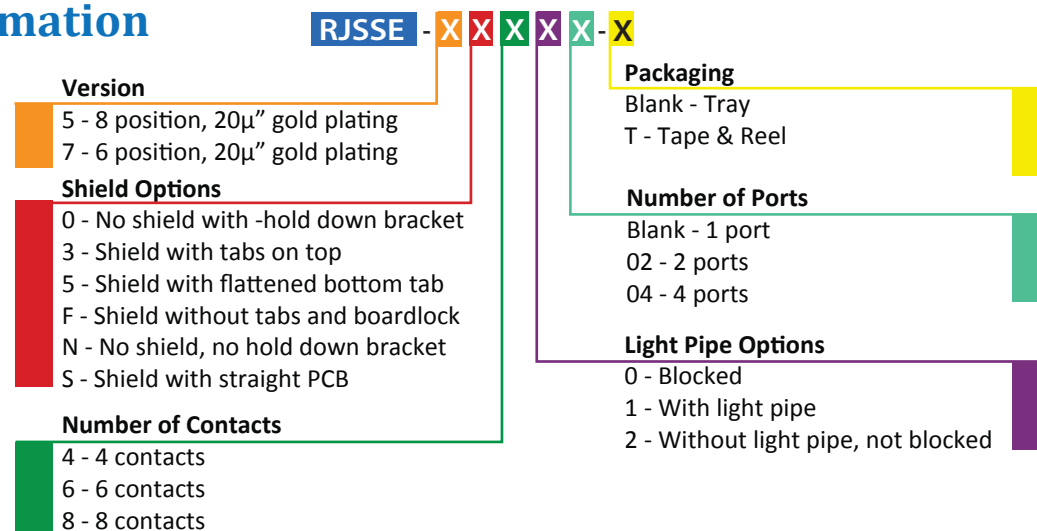 mation
RJSSE - X X X X X - X
Version
5 - 8 position, 20µ” gold plating
7 - 6 position, 20µ” gold plating
Shield Options
0 - No shield with -hold down bracket
3 - Shield with tabs on top
5 - Shield with flattened bottom tab
F - Shield without tabs and boardlock
N - No shield, no hold down bracket
S - Shield with straight PCB
Number of Contacts
4 - 4 contacts
6 - 6 contacts
8 - 8 contacts
Packaging
Blank - Tray
T - Tape & Reel
Number of Ports
Blank - 1 port
02 - 2 ports
04 - 4 ports
Light Pipe Options
0 - Blocked
1 - With light pipe
2 - Without light pipe, not blocked